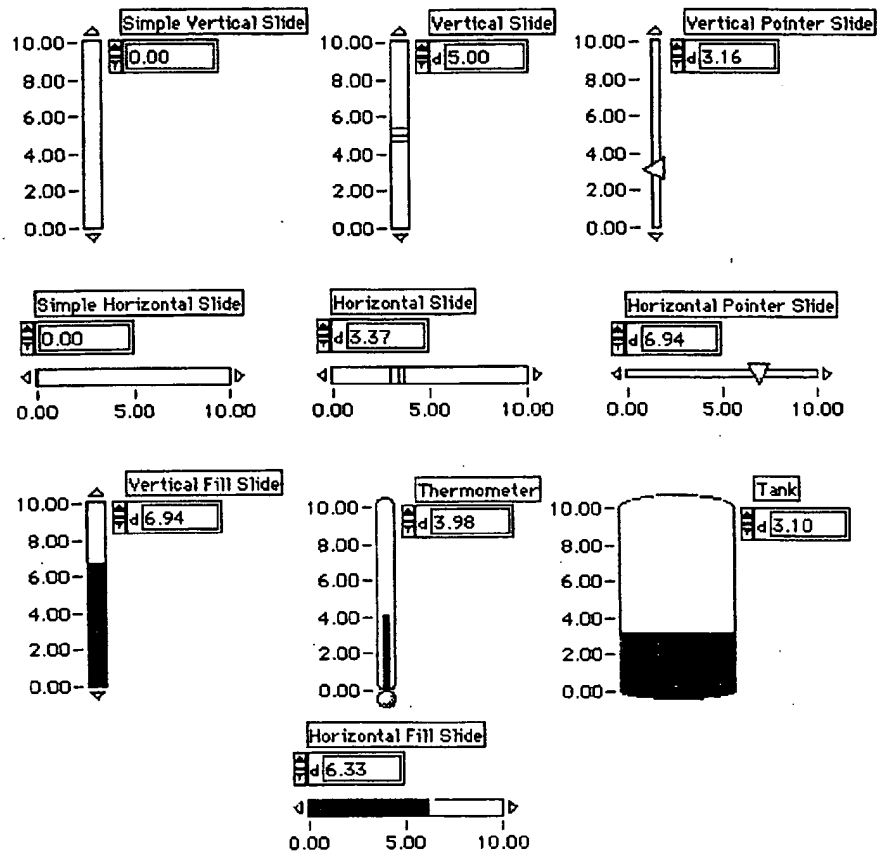 Simple Vertical Slide
10.00
0.00
8.00
6.00
4.00
2.00
0.00
Vertical Slide
10.00
d 5.00
8.00
6.00
4.00
2.00
0.00
Vertical Pointer Slide
10.00
d 3.16
8.00
6.00
4.00
2.00
0.00
Simple Horizontal Slide
0.00
0.00 5.00 10.00
Horizontal Slide
d 3.37
0.00 5.00 10.00
Horizontal Pointer Slide
d 6.94
0.00 5.00 10.00
Vertical Fill Slide
10.00
d 6.94
8.00
6.00
4.00
2.00
0.00
Thermometer
10.00
d 3.98
8.00
6.00
4.00
2.00
0.00
Tank
10.00
d 3.10
8.00
6.00
4.00
2.00
0.00
Horizontal Fill Slide
d 6.33
0.00 5.00 10.00